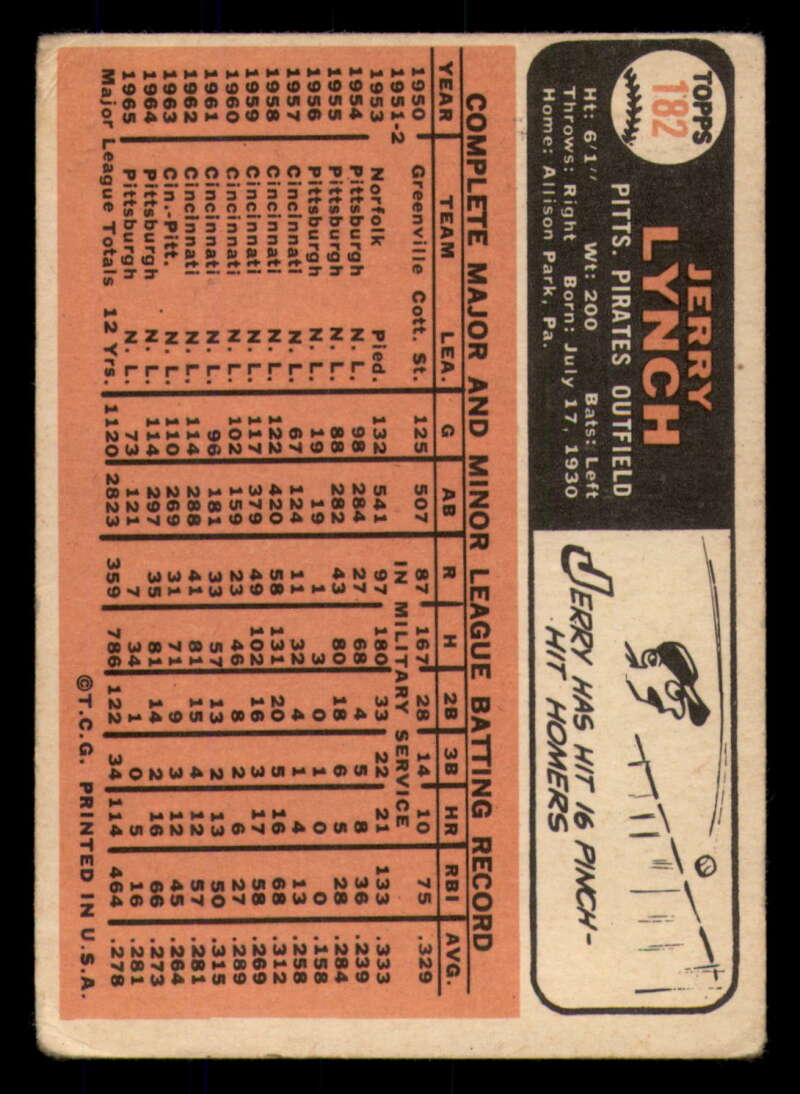 TOPPS
182
JERRY
LYNCH
PITTS. PIRATES OUTFIELD
Ht: 6'1" Wt: 200 Bats: Left
Throws: Right Born: July 17, 1930
Home: Allison Park, Pa.
JERRY HAS HIT 16 PINCH-
HIT HOMERS
COMPLETE MAJOR AND MINOR LEAGUE BATTING RECORD
YEAR TEAM LEA. G AB R H 2B 3B HR RBI AVG.
1950 Greenville Cott. St. 125 507 87 167 28 14 10 75 .329
1951-2 IN MILITARY SERVICE
1953 Norfolk Pied. 132 541 97 180 33 22 21 133 .333
1954 Pittsburgh N. L. 98 284 27 68 4 5 8 36 .239
1955 Pittsburgh N. L. 88 282 43 80 18 6 5 28 .284
1956 Pittsburgh N. L. 19 19 1 3 0 1 0 0 .158
1957 Cincinnati N. L. 67 124 11 32 4 1 4 13 .258
1958 Cincinnati N. L. 122 420 58 131 20 5 16 68 .312
1959 Cincinnati N. L. 117 379 49 102 16 3 17 58 .269
1960 Cincinnati N. L. 102 159 23 46 8 2 6 27 .289
1961 Cincinnati N. L. 96 181 33 57 13 2 13 50 .315
1962 Cincinnati N. L. 114 288 41 81 15 4 12 57 .281
1963 Cin.-Pitt. N. L. 110 269 31 71 9 3 12 45 .264
1964 Pittsburgh N. L. 114 297 35 81 14 2 16 66 .273
1965 Pittsburgh N. L. 73 121 7 34 1 0 5 16 .281
Major League Totals 12 Yrs. 1120 2823 359 786 122 34 114 464 .278
©T.C.G. PRINTED IN U.S.A.